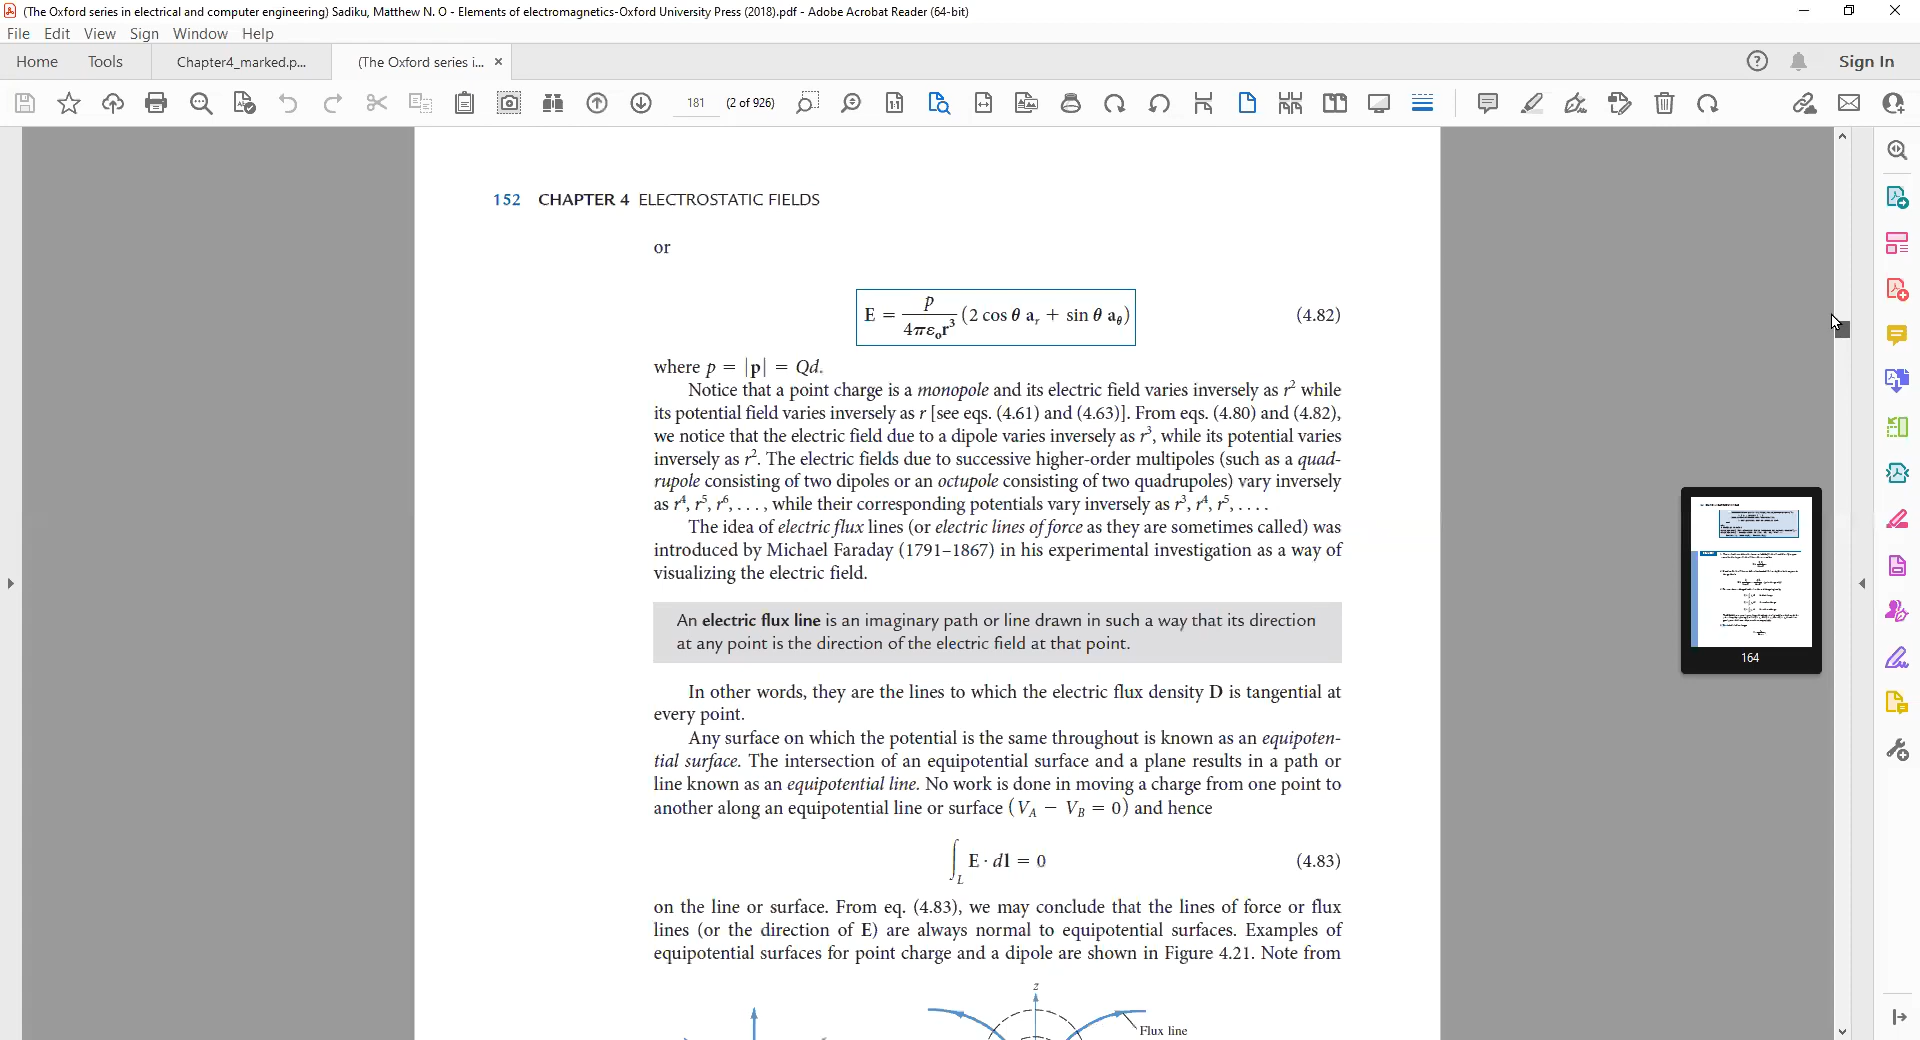 (The Oxford series in electrical and computer engineering) Sadiku, Matthew N. O - Elements of electromagnetics-Oxford University Press (2018).pdf - Adobe Acrobat Reader (64-bit)
File Edit View Sign Window Help
Home Tools Chapter4_marked.p... (The Oxford series i... × Sign In
181 (2 of 926)
152 CHAPTER 4 ELECTROSTATIC FIELDS
or
E = p / 4πε₀r³ (2 cos θ aᵣ + sin θ a_θ) (4.82)
where p = |p| = Qd.
Notice that a point charge is a monopole and its electric field varies inversely as r² while
its potential field varies inversely as r [see eqs. (4.61) and (4.63)]. From eqs. (4.80) and (4.82),
we notice that the electric field due to a dipole varies inversely as r³, while its potential varies
inversely as r². The electric fields due to successive higher-order multipoles (such as a quad-
rupole consisting of two dipoles or an octupole consisting of two quadrupoles) vary inversely
as r⁴, r⁵, r⁶, . . . , while their corresponding potentials vary inversely as r³, r⁴, r⁵, . . . .
The idea of electric flux lines (or electric lines of force as they are sometimes called) was
introduced by Michael Faraday (1791–1867) in his experimental investigation as a way of
visualizing the electric field.
An electric flux line is an imaginary path or line drawn in such a way that its direction
at any point is the direction of the electric field at that point.
In other words, they are the lines to which the electric flux density D is tangential at
every point.
Any surface on which the potential is the same throughout is known as an equipoten-
tial surface. The intersection of an equipotential surface and a plane results in a path or
line known as an equipotential line. No work is done in moving a charge from one point to
another along an equipotential line or surface (V_A − V_B = 0) and hence
∫_L E · dl = 0 (4.83)
on the line or surface. From eq. (4.83), we may conclude that the lines of force or flux
lines (or the direction of E) are always normal to equipotential surfaces. Examples of
equipotential surfaces for point charge and a dipole are shown in Figure 4.21. Note from
z
Flux line
164